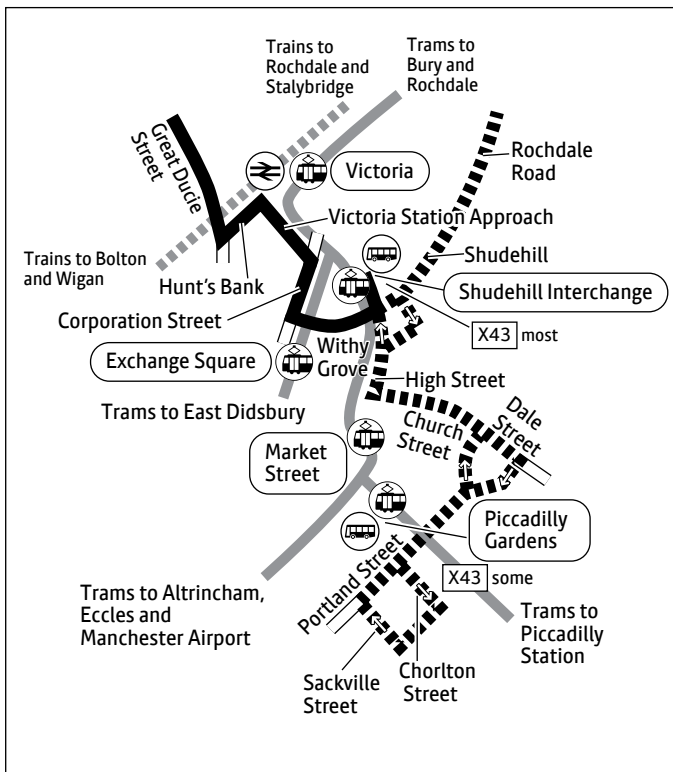 Trains to
Rochdale and
Stalybridge
Trams to
Bury and
Rochdale
Great Ducie
Street
Rochdale
Road
Victoria
Victoria Station Approach
Trains to Bolton
and Wigan
Hunt's Bank
Shudehill
Shudehill Interchange
Corporation Street
X43 most
Exchange Square
Withy
Grove
High Street
Trams to East Didsbury
Church
Street
Dale
Street
Market
Street
Piccadilly
Gardens
Portland Street
X43 some
Trams to Altrincham,
Eccles and
Manchester Airport
Trams to
Piccadilly
Station
Sackville
Street
Chorlton
Street